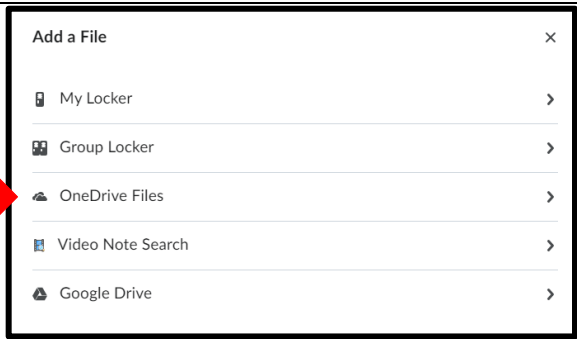 Add a File
My Locker
Group Locker
OneDrive Files
Video Note Search
Google Drive